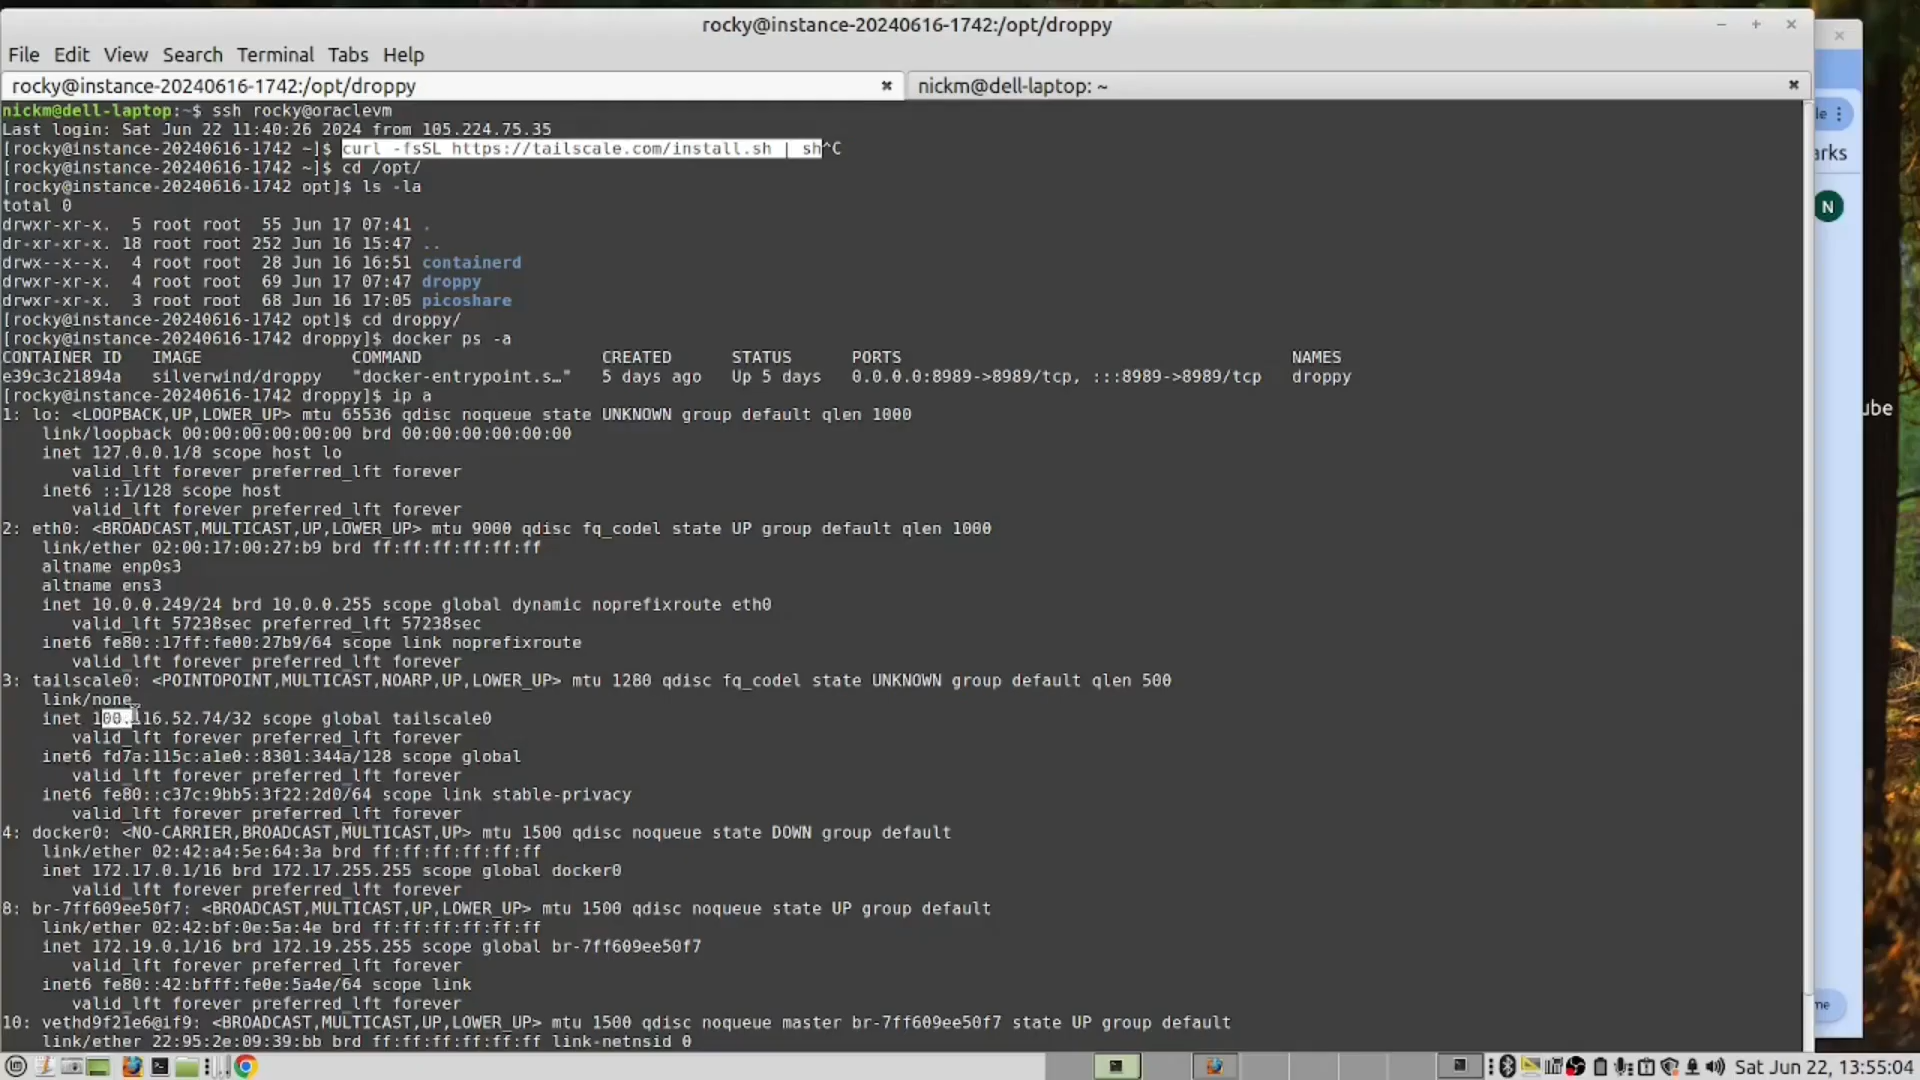 rocky@instance-20240616-1742:/opt/droppy
File Edit View Search Terminal Tabs Help
rocky@instance-20240616-1742:/opt/droppy
nickm@dell-laptop: ~
nickm@dell-laptop:~$ ssh rocky@oraclevm
Last login: Sat Jun 22 11:40:26 2024 from 105.224.75.35
[rocky@instance-20240616-1742 ~]$ curl -fsSL https://tailscale.com/install.sh | sh^C
[rocky@instance-20240616-1742 ~]$ cd /opt/
[rocky@instance-20240616-1742 opt]$ ls -la
total 0
drwxr-xr-x. 5 root root 55 Jun 17 07:41 .
dr-xr-xr-x. 18 root root 252 Jun 16 15:47 ..
drwx--x--x. 4 root root 28 Jun 16 16:51 containerd
drwxr-xr-x. 4 root root 69 Jun 17 07:47 droppy
drwxr-xr-x. 3 root root 68 Jun 16 17:05 picoshare
[rocky@instance-20240616-1742 opt]$ cd droppy/
[rocky@instance-20240616-1742 droppy]$ docker ps -a
CONTAINER ID IMAGE COMMAND CREATED STATUS PORTS NAMES
e39c3c21894a silverwind/droppy "docker-entrypoint.s…" 5 days ago Up 5 days 0.0.0.0:8989->8989/tcp, :::8989->8989/tcp droppy
[rocky@instance-20240616-1742 droppy]$ ip a
1: lo: <LOOPBACK,UP,LOWER_UP> mtu 65536 qdisc noqueue state UNKNOWN group default qlen 1000
link/loopback 00:00:00:00:00:00 brd 00:00:00:00:00:00
inet 127.0.0.1/8 scope host lo
valid_lft forever preferred_lft forever
inet6 ::1/128 scope host
valid_lft forever preferred_lft forever
2: eth0: <BROADCAST,MULTICAST,UP,LOWER_UP> mtu 9000 qdisc fq_codel state UP group default qlen 1000
link/ether 02:00:17:00:27:b9 brd ff:ff:ff:ff:ff:ff
altname enp0s3
altname ens3
inet 10.0.0.249/24 brd 10.0.0.255 scope global dynamic noprefixroute eth0
valid_lft 57238sec preferred_lft 57238sec
inet6 fe80::17ff:fe00:27b9/64 scope link noprefixroute
valid_lft forever preferred_lft forever
3: tailscale0: <POINTOPOINT,MULTICAST,NOARP,UP,LOWER_UP> mtu 1280 qdisc fq_codel state UNKNOWN group default qlen 500
link/none
inet 100.116.52.74/32 scope global tailscale0
valid_lft forever preferred_lft forever
inet6 fd7a:115c:a1e0::8301:344a/128 scope global
valid_lft forever preferred_lft forever
inet6 fe80::c37c:9bb5:3f22:2d0/64 scope link stable-privacy
valid_lft forever preferred_lft forever
4: docker0: <NO-CARRIER,BROADCAST,MULTICAST,UP> mtu 1500 qdisc noqueue state DOWN group default
link/ether 02:42:a4:5e:64:3a brd ff:ff:ff:ff:ff:ff
inet 172.17.0.1/16 brd 172.17.255.255 scope global docker0
valid_lft forever preferred_lft forever
8: br-7ff609ee50f7: <BROADCAST,MULTICAST,UP,LOWER_UP> mtu 1500 qdisc noqueue state UP group default
link/ether 02:42:bf:0e:5a:4e brd ff:ff:ff:ff:ff:ff
inet 172.19.0.1/16 brd 172.19.255.255 scope global br-7ff609ee50f7
valid_lft forever preferred_lft forever
inet6 fe80::42:bfff:fe0e:5a4e/64 scope link
valid_lft forever preferred_lft forever
10: vethd9f21e6@if9: <BROADCAST,MULTICAST,UP,LOWER_UP> mtu 1500 qdisc noqueue master br-7ff609ee50f7 state UP group default
link/ether 22:95:2e:09:39:bb brd ff:ff:ff:ff:ff:ff link-netnsid 0
le
arks
N
ube
me
Sat Jun 22, 13:55:04